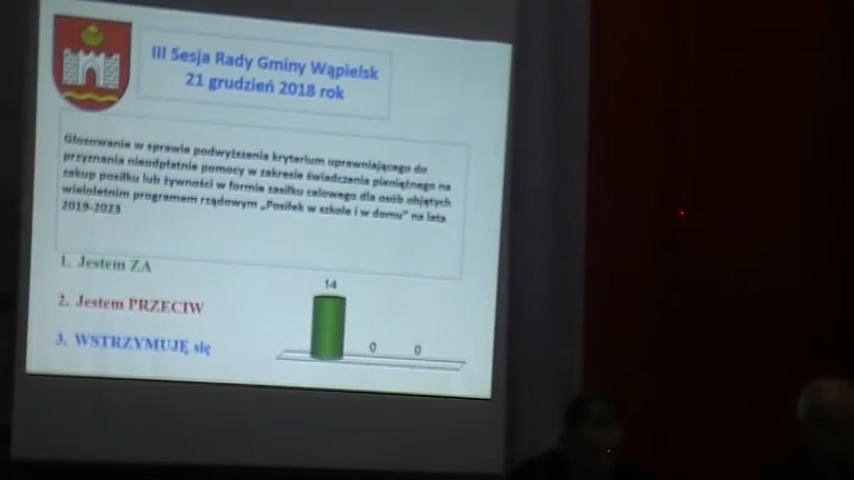 III Sesja Rady Gminy Wąpielsk
21 grudzień 2018 rok
Głosowanie w sprawie podwyższenia kryterium uprawniającego do
przyznania nieodpłatnie pomocy w zakresie świadczenia pieniężnego na
zakup posiłku lub żywności w formie zasiłku celowego dla osób objętych
wieloletnim programem rządowym „Posiłek w szkole i w domu” na lata
2019-2023
1. Jestem ZA
2. Jestem PRZECIW
3. WSTRZYMUJĘ się
14
0
0